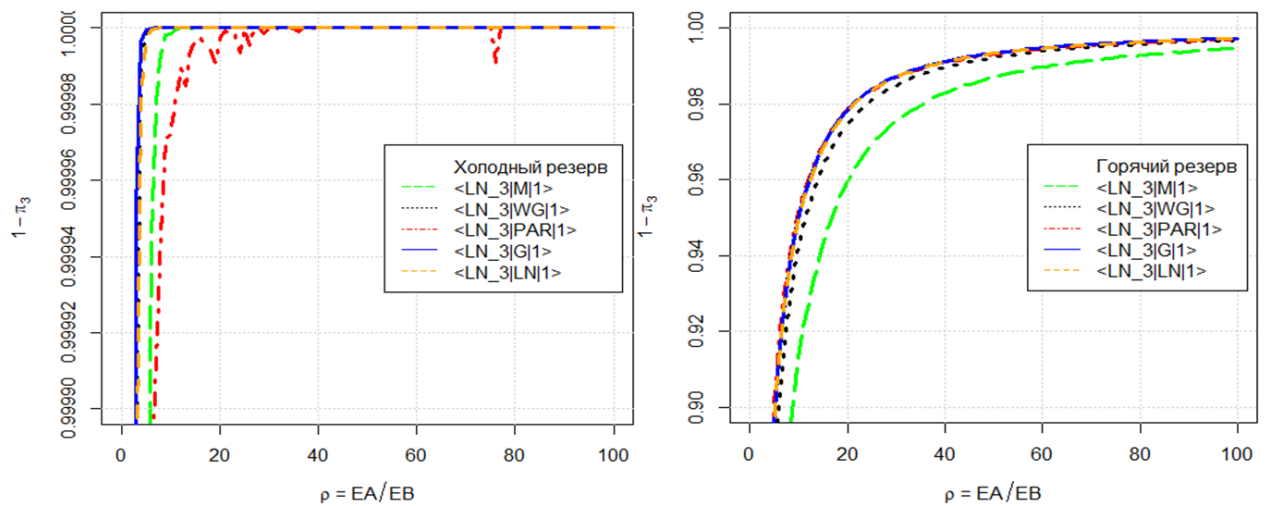 1.0000
0.99998
0.99996
0.99994
0.99992
0.99990
1 − π3
0 20 40 60 80 100
ρ = EA/EB
Холодный резерв
<LN_3|M|1>
<LN_3|WG|1>
<LN_3|PAR|1>
<LN_3|G|1>
<LN_3|LN|1>
1.00
0.98
0.96
0.94
0.92
0.90
1 − π3
0 20 40 60 80 100
ρ = EA/EB
Горячий резерв
<LN_3|M|1>
<LN_3|WG|1>
<LN_3|PAR|1>
<LN_3|G|1>
<LN_3|LN|1>